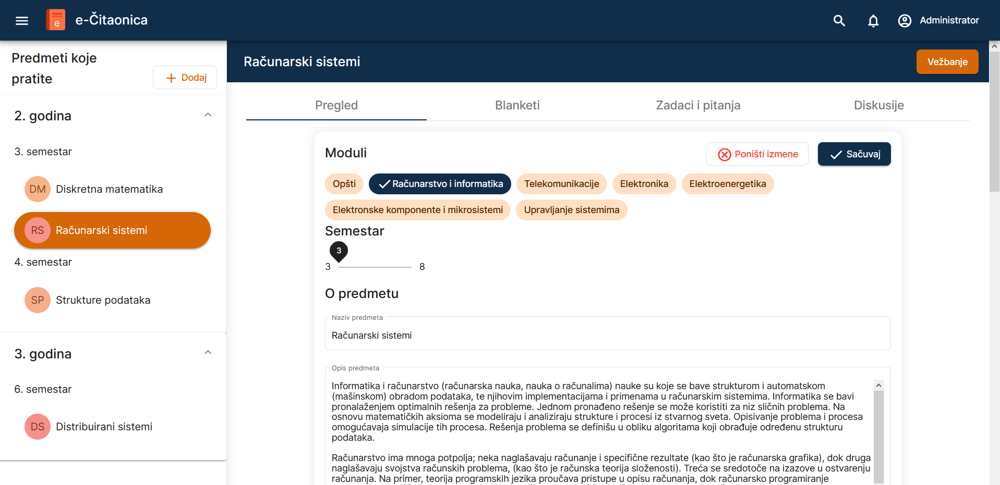 e
e-Čitaonica
Administrator
Predmeti koje
pratite
Dodaj
2. godina
3. semestar
DM Diskretna matematika
RS Računarski sistemi
4. semestar
SP Strukture podataka
3. godina
6. semestar
DS Distribuirani sistemi
Računarski sistemi
Vežbanje
Pregled Blanketi Zadaci i pitanja Diskusije
Moduli
Poništi izmene Sačuvaj
Opšti Računarstvo i informatika Telekomunikacije Elektronika Elektroenergetika
Elektronske komponente i mikrosistemi Upravljanje sistemima
Semestar
3
3 8
O predmetu
Naziv predmeta
Računarski sistemi
Opis predmeta
Informatika i računarstvo (računarska nauka, nauka o računalima) nauke su koje se bave strukturom i automatskom
(mašinskom) obradom podataka, te njihovim implementacijama i primenama u računarskim sistemima. Informatika se bavi
pronalaženjem optimalnih rešenja za probleme. Jednom pronađeno rešenje se može koristiti za niz sličnih problema. Na
osnovu matematičkih aksioma se modeliraju i analiziraju strukture i procesi iz stvarnog sveta. Opisivanje problema i procesa
omogućavaja simulacije tih procesa. Rešenja problema se definišu u obliku algoritama koji obrađuje određenu strukturu
podataka.
Računarstvo ima mnoga potpolja; neka naglašavaju računanje i specifične rezultate (kao što je računarska grafika), dok druga
naglašavaju svojstva računskih problema, (kao što je računska teorija složenosti). Treća se sredotoče na izazove u ostvarenju
računanja. Na primer, teorija programskih jezika proučava pristupe u opisu računanja, dok računarsko programiranje